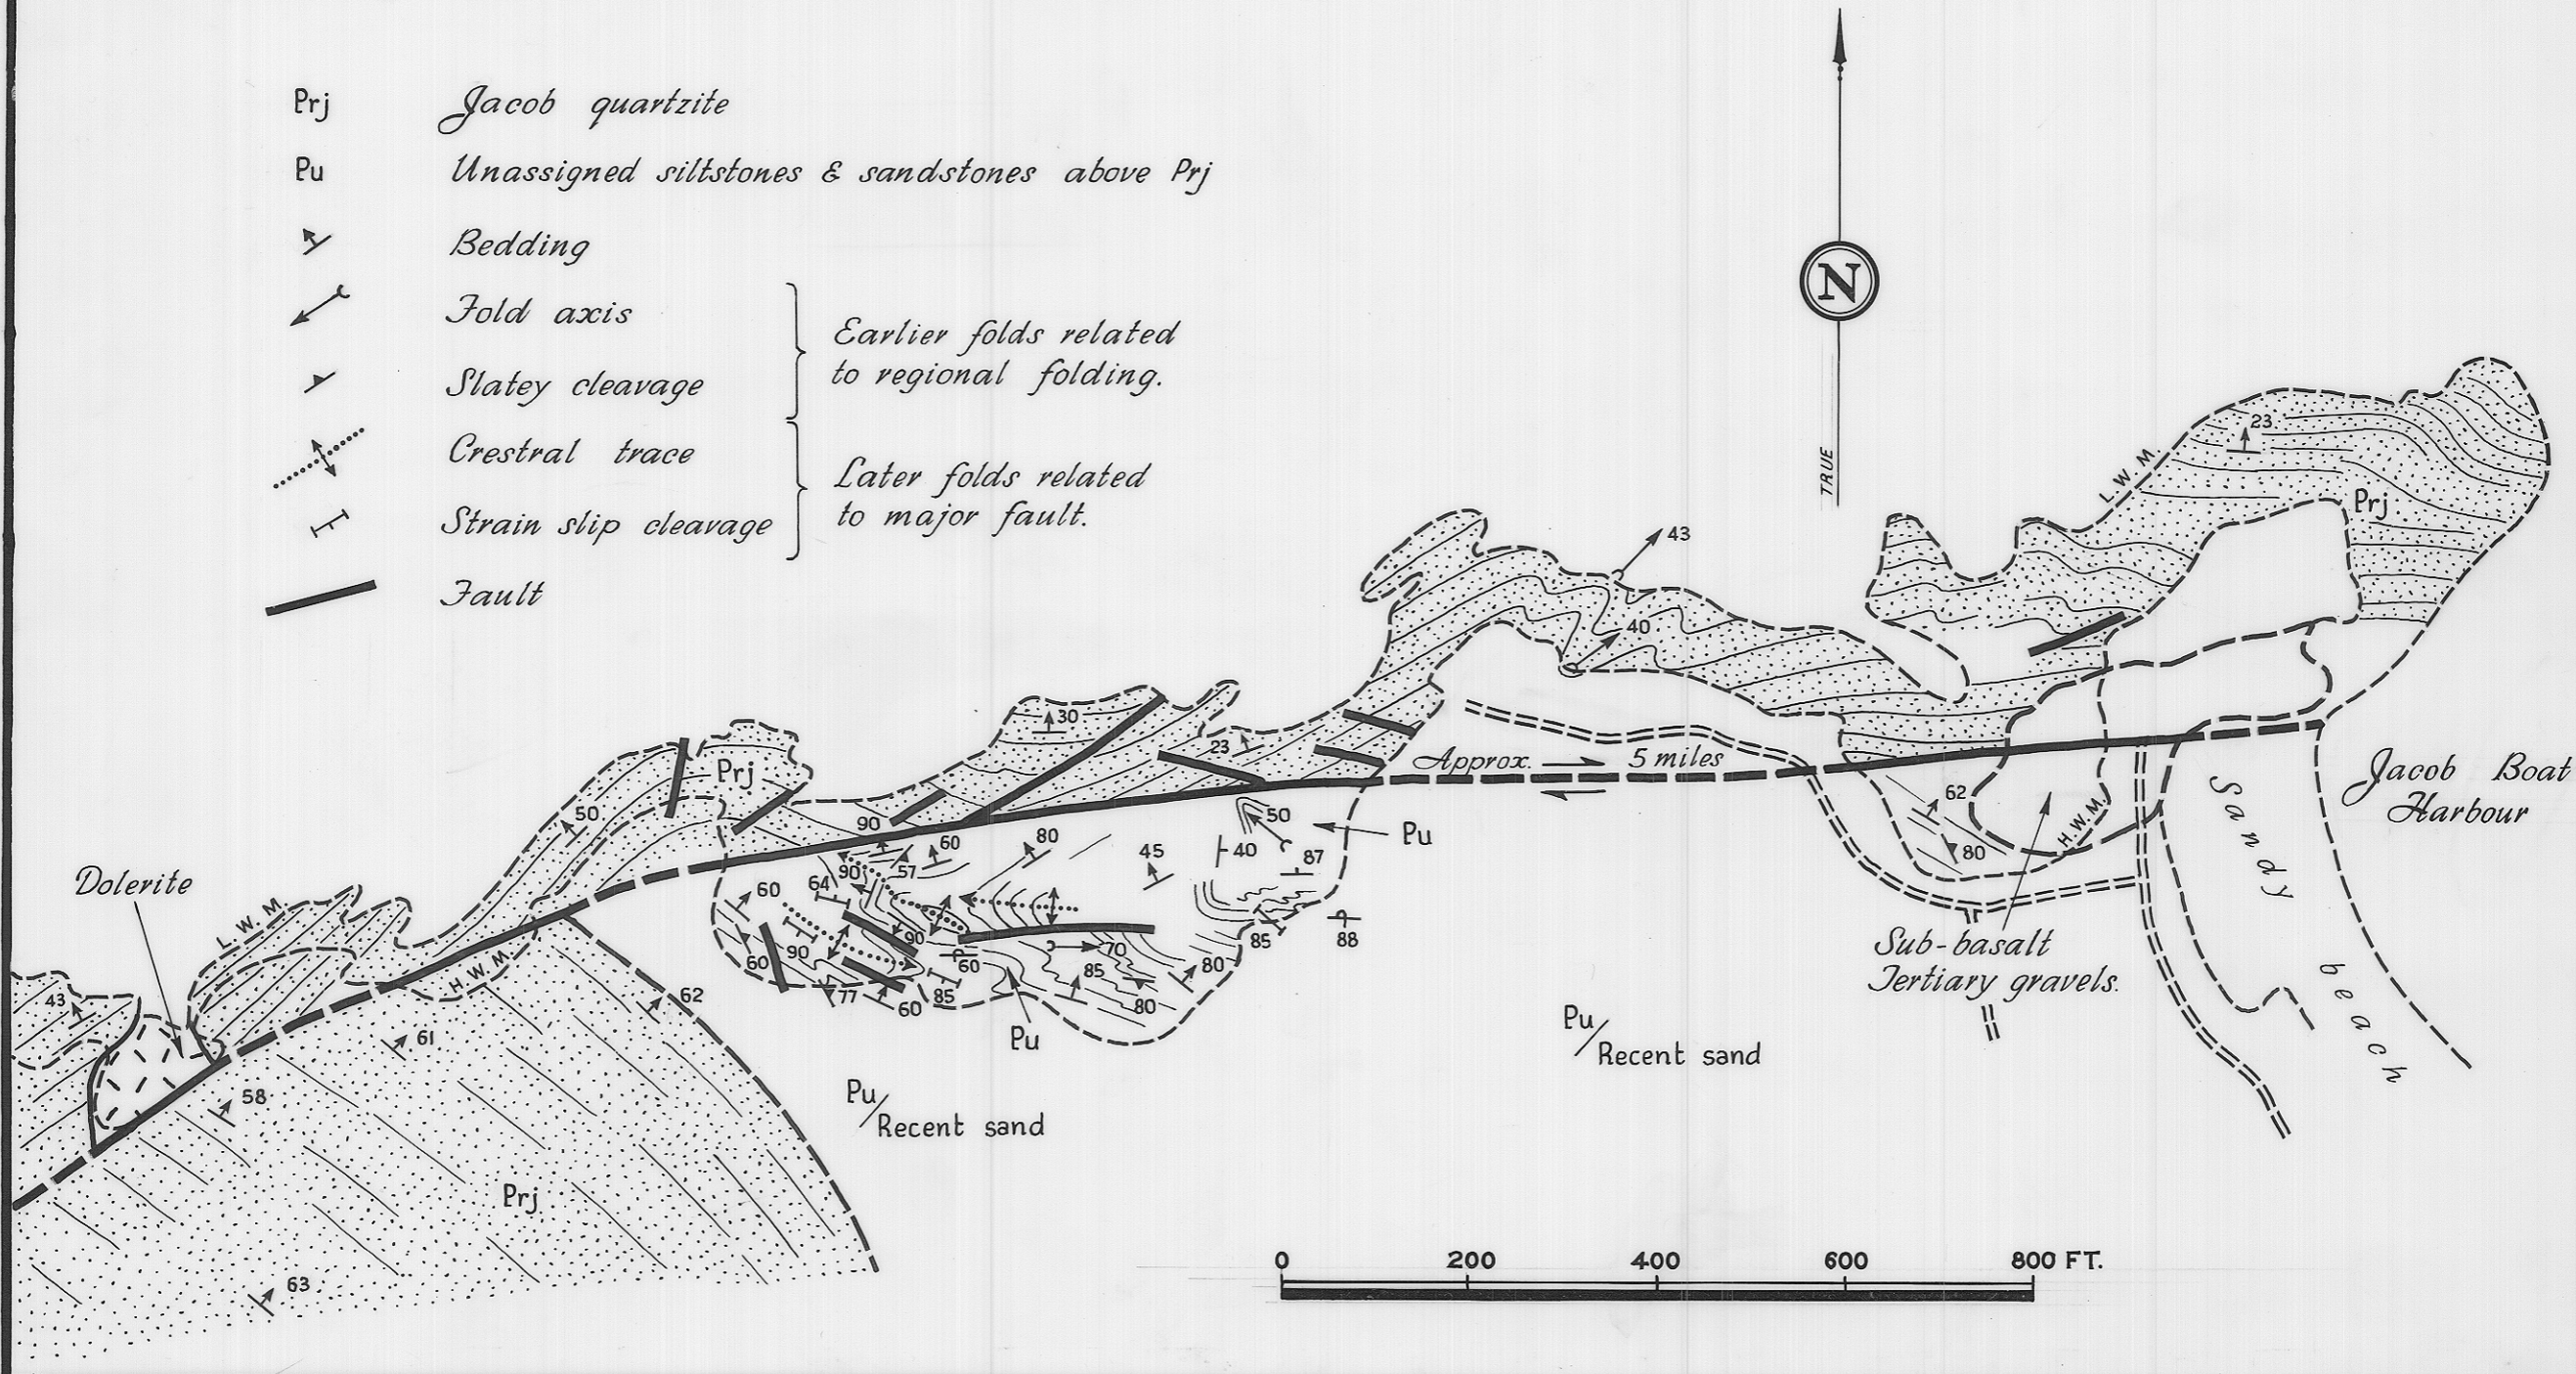 Prj Jacob quartzite
Pu Unassigned siltstones & sandstones above Prj
Bedding
Fold axis
Slatey cleavage
Earlier folds related
to regional folding.
Crestral trace
Strain slip cleavage
Later folds related
to major fault.
Fault
N
TRUE
23
L.W.M.
Prj
43
40
30
23
Approx. 5 miles
Prj
50
90
60
80
45
50
40
87
Pu
62
80
H.W.M.
Jacob Boat
Harbour
Sandy beach
Dolerite
L.W.M.
H.W.M.
60
64
90
57
90
60
90
60
77
60
85
70
85
80
80
85
88
Pu
Sub-basalt
Tertiary gravels.
43
62
61
58
Pu/
Recent sand
Pu/
Recent sand
Prj
63
0 200 400 600 800 FT.